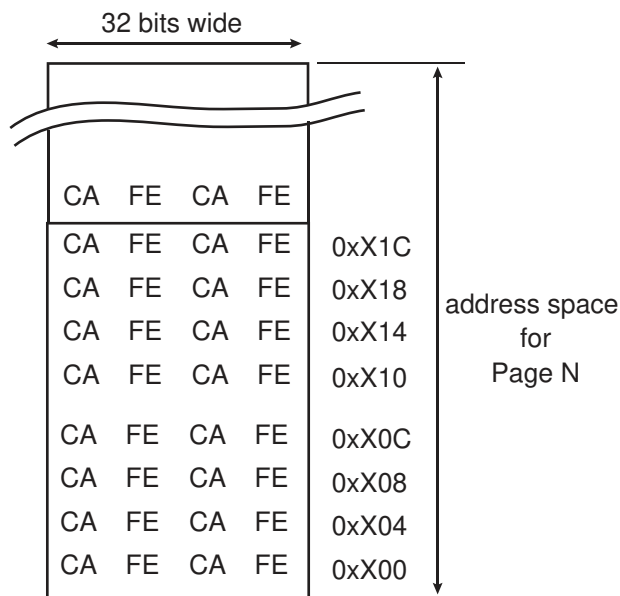 32 bits wide
CA FE CA FE
CA FE CA FE 0xX1C
CA FE CA FE 0xX18
CA FE CA FE 0xX14
CA FE CA FE 0xX10
CA FE CA FE 0xX0C
CA FE CA FE 0xX08
CA FE CA FE 0xX04
CA FE CA FE 0xX00
address space
for
Page N